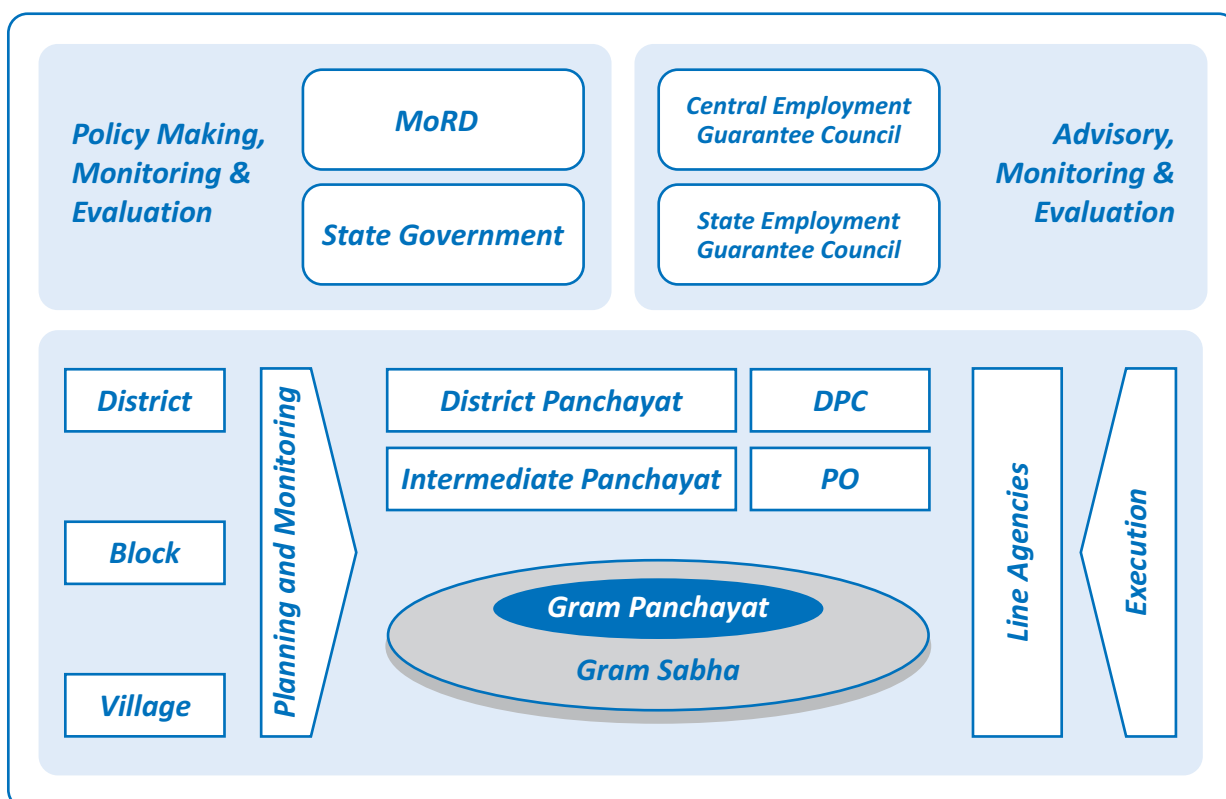 Policy Making,
Monitoring &
Evaluation
MoRD
State Government
Central Employment
Guarantee Council
State Employment
Guarantee Council
Advisory,
Monitoring &
Evaluation
District
Block
Village
Planning and Monitoring
District Panchayat
DPC
Intermediate Panchayat
PO
Gram Panchayat
Gram Sabha
Line Agencies
Execution